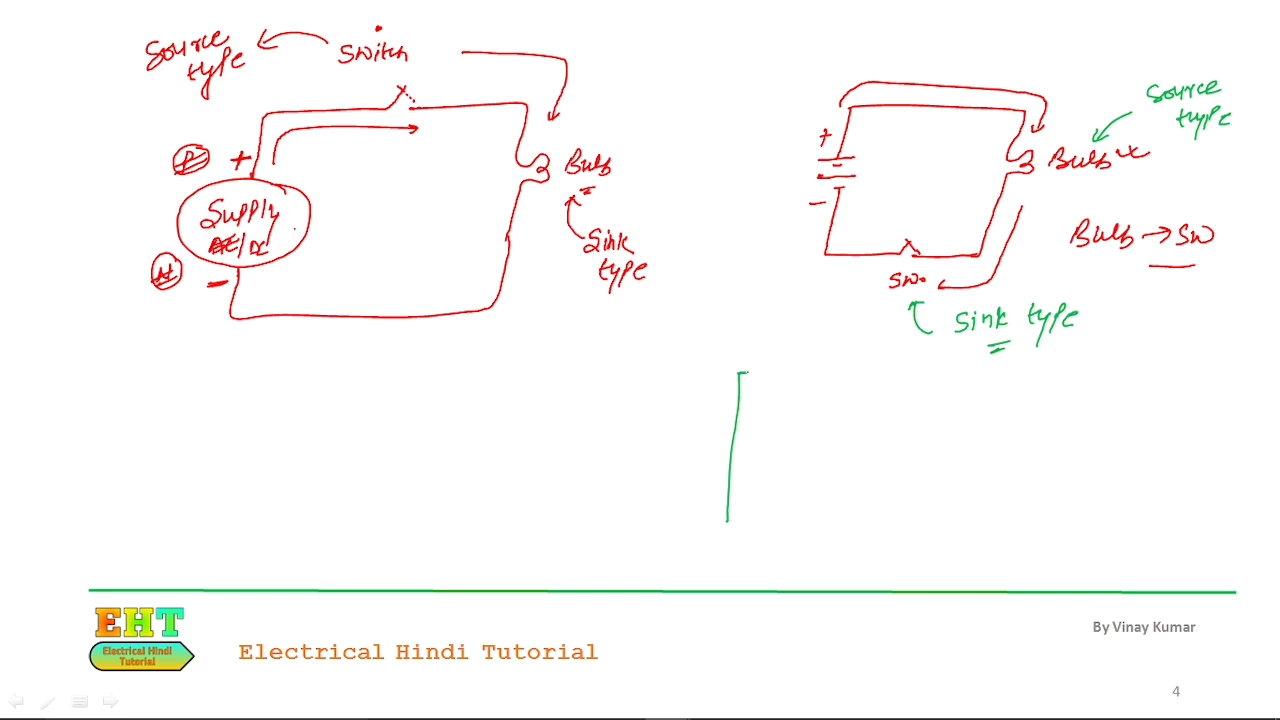 Source
type
Switch
P
+
Supply
/DC
N
-
Bulb
Sink
type
+
-
-
Bulb
Source
type
Bulb → SW
SW.
Sink type
EHT
Electrical Hindi
Tutorial
Electrical Hindi Tutorial
By Vinay Kumar
4